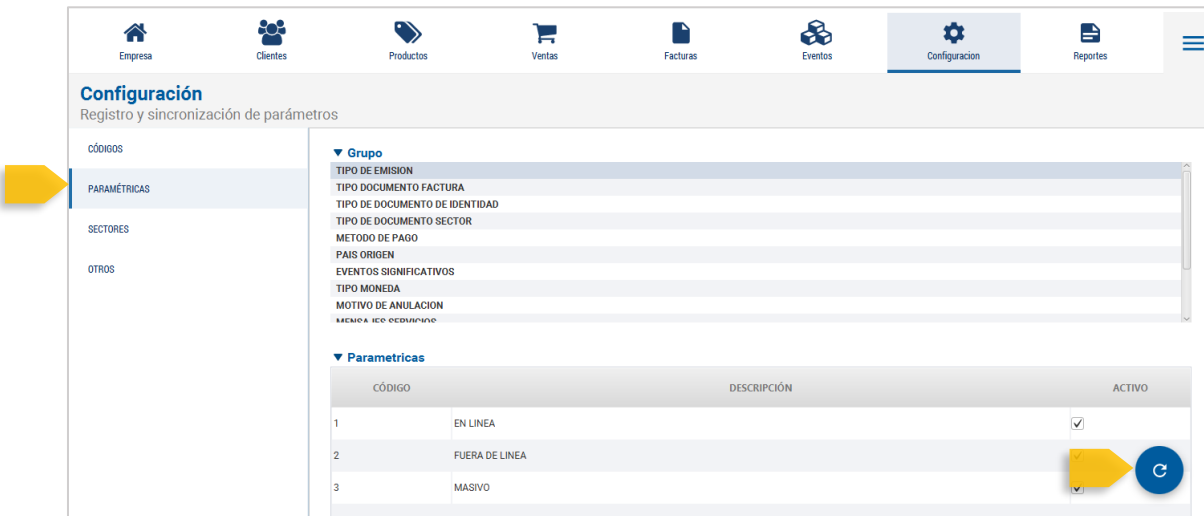 Empresa Clientes Productos Ventas Facturas Eventos Configuracion Reportes
Configuración
Registro y sincronización de parámetros
CÓDIGOS
PARAMÉTRICAS
SECTORES
OTROS
Grupo
TIPO DE EMISION
TIPO DOCUMENTO FACTURA
TIPO DE DOCUMENTO DE IDENTIDAD
TIPO DE DOCUMENTO SECTOR
METODO DE PAGO
PAIS ORIGEN
EVENTOS SIGNIFICATIVOS
TIPO MONEDA
MOTIVO DE ANULACION
MENSAJES SERVICIOS
Parametricas
CÓDIGO DESCRIPCIÓN ACTIVO
1 EN LINEA
2 FUERA DE LINEA
3 MASIVO